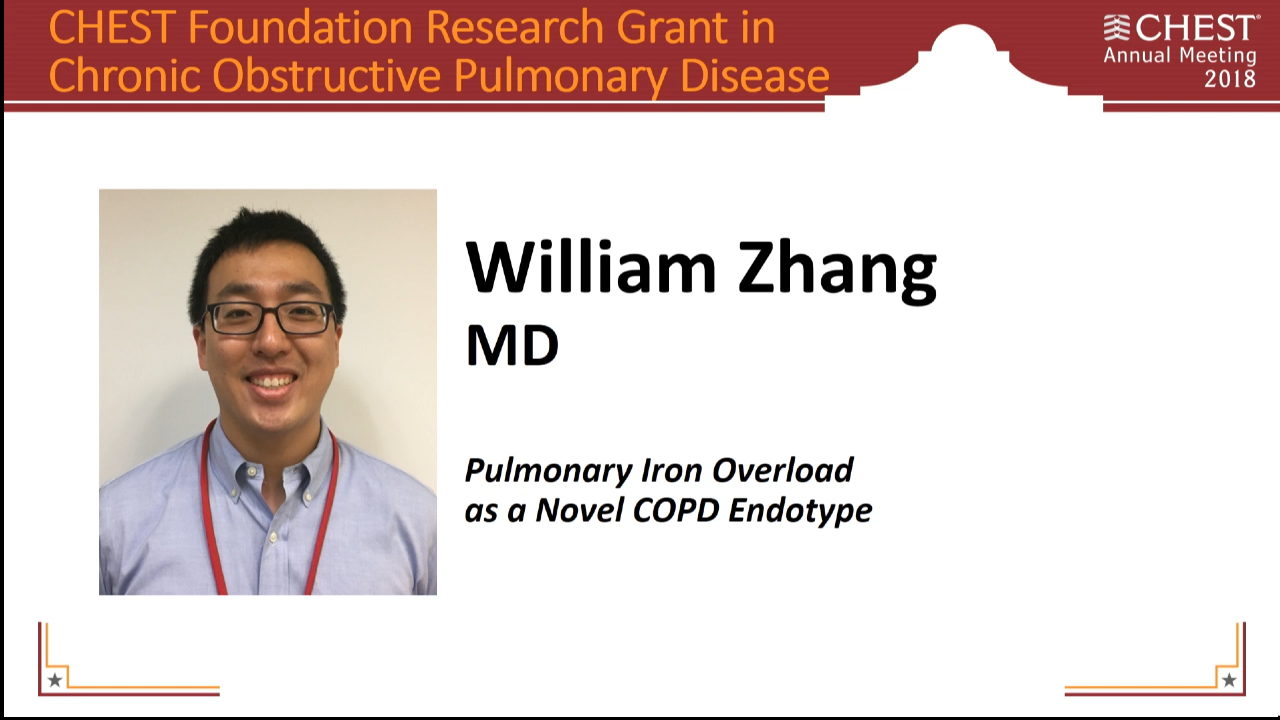 CHEST Foundation Research Grant in
Chronic Obstructive Pulmonary Disease
CHEST®
Annual Meeting
2018
William Zhang
MD
Pulmonary Iron Overload
as a Novel COPD Endotype